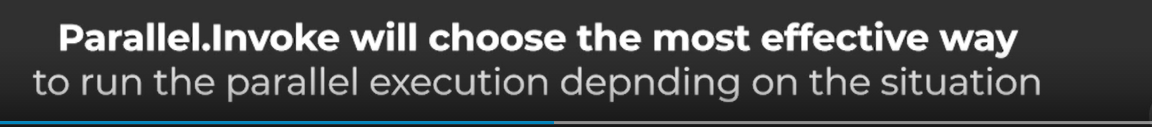 Parallel.Invoke will choose the most effective way
to run the parallel execution depnding on the situation